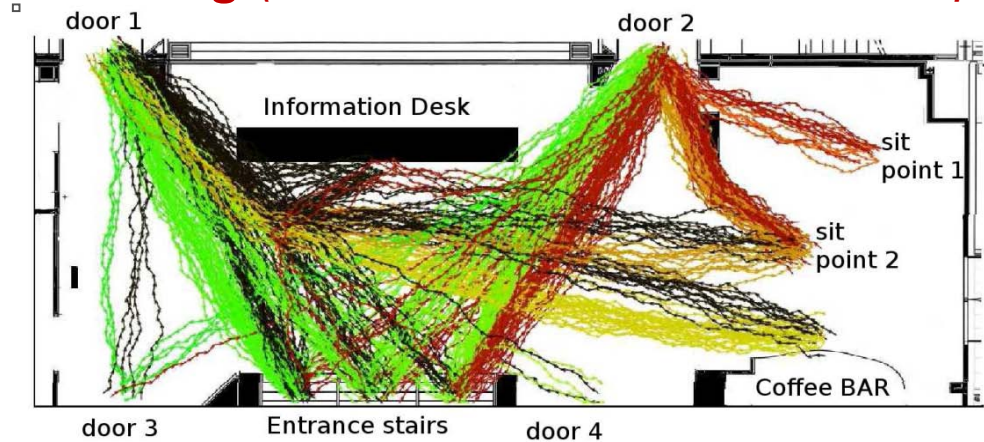 door 1
door 2
Information Desk
sit
point 1
sit
point 2
Coffee BAR
door 3
Entrance stairs
door 4